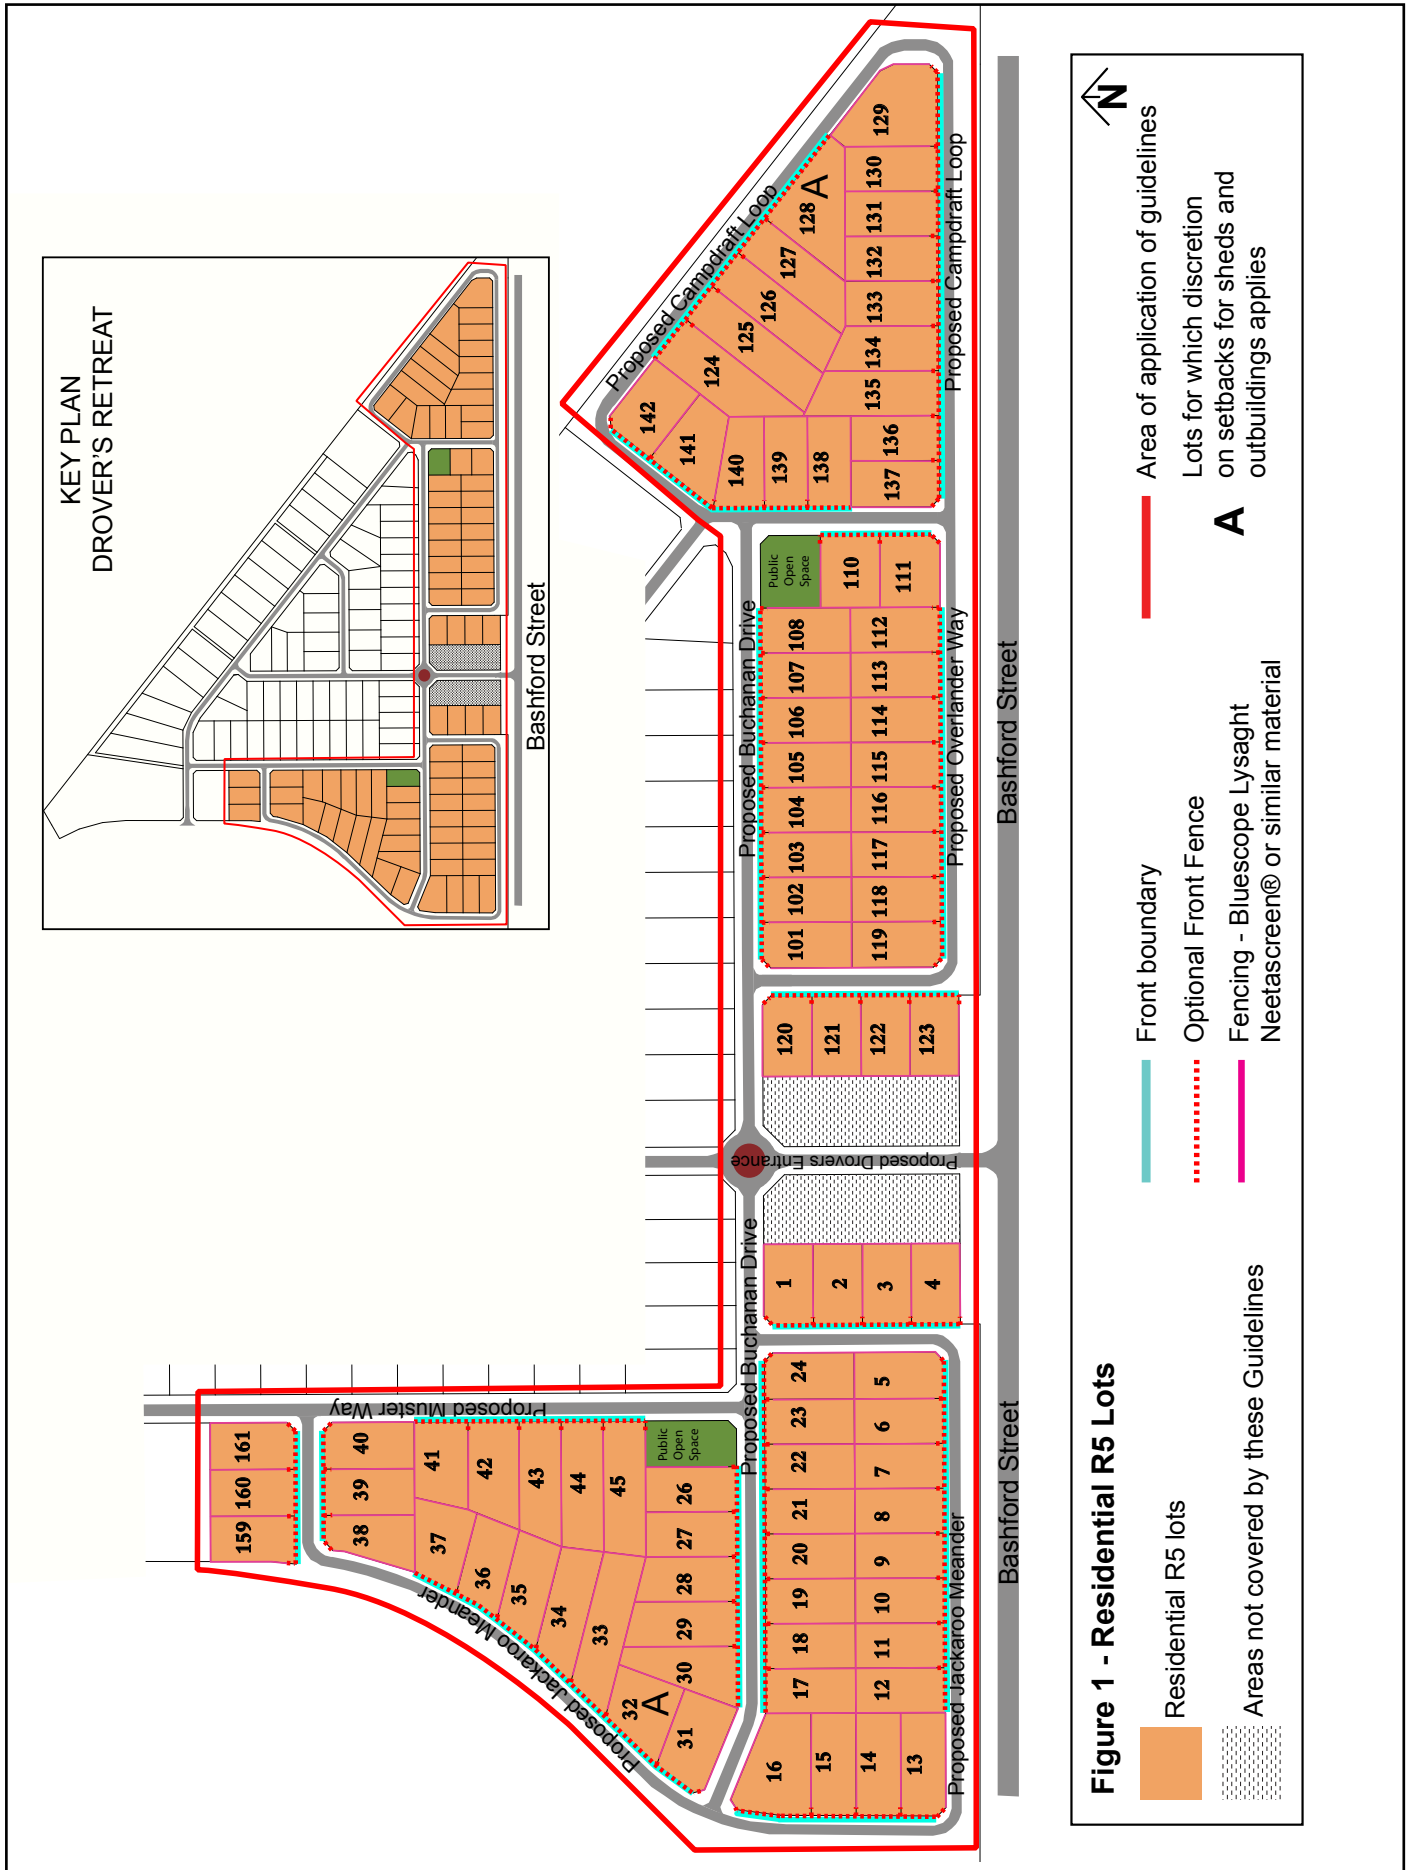 KEY PLAN
DROVER'S RETREAT
Bashford Street
159
160
161
38
39
40
37
41
36
42
35
43
34
44
33
45
32
A
31
30
29
28
27
26
Public
Open
Space
Proposed Muster Way
Proposed Jackaroo Meander
Proposed Jackaroo Meander
Proposed Buchanan Drive
16
15
14
13
17
18
19
20
21
22
23
24
12
11
10
9
8
7
6
5
Proposed Jackaroo Meander
1
2
3
4
Proposed Drovers Entrance
120
121
122
123
Proposed Buchanan Drive
101
102
103
104
105
106
107
108
119
118
117
116
115
114
113
112
Public
Open
Space
110
111
Proposed Overlander Way
142
141
140
139
138
124
125
126
127
128
A
137
136
135
134
133
132
131
130
129
Proposed Campdraft Loop
Proposed Campdraft Loop
Bashford Street
Bashford Street
Figure 1 - Residential R5 Lots
Residential R5 lots
Areas not covered by these Guidelines
Front boundary
Optional Front Fence
Fencing - Bluescope Lysaght
Neetascreen® or similar material
Area of application of guidelines
A
Lots for which discretion
on setbacks for sheds and
outbuildings applies
N